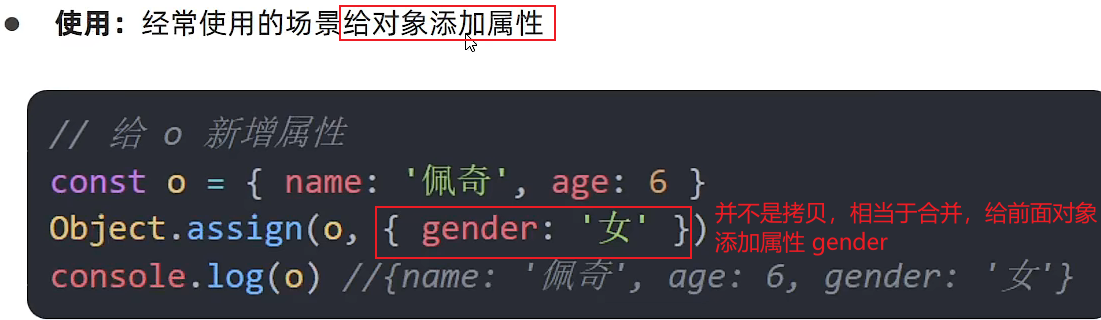 ● 使用：经常使用的场景给对象添加属性
// 给 o 新增属性
const o = { name: '佩奇', age: 6 }
Object.assign(o, { gender: '女' })
并不是拷贝，相当于合并，给前面对象
添加属性 gender
console.log(o) //{name: '佩奇', age: 6, gender: '女'}